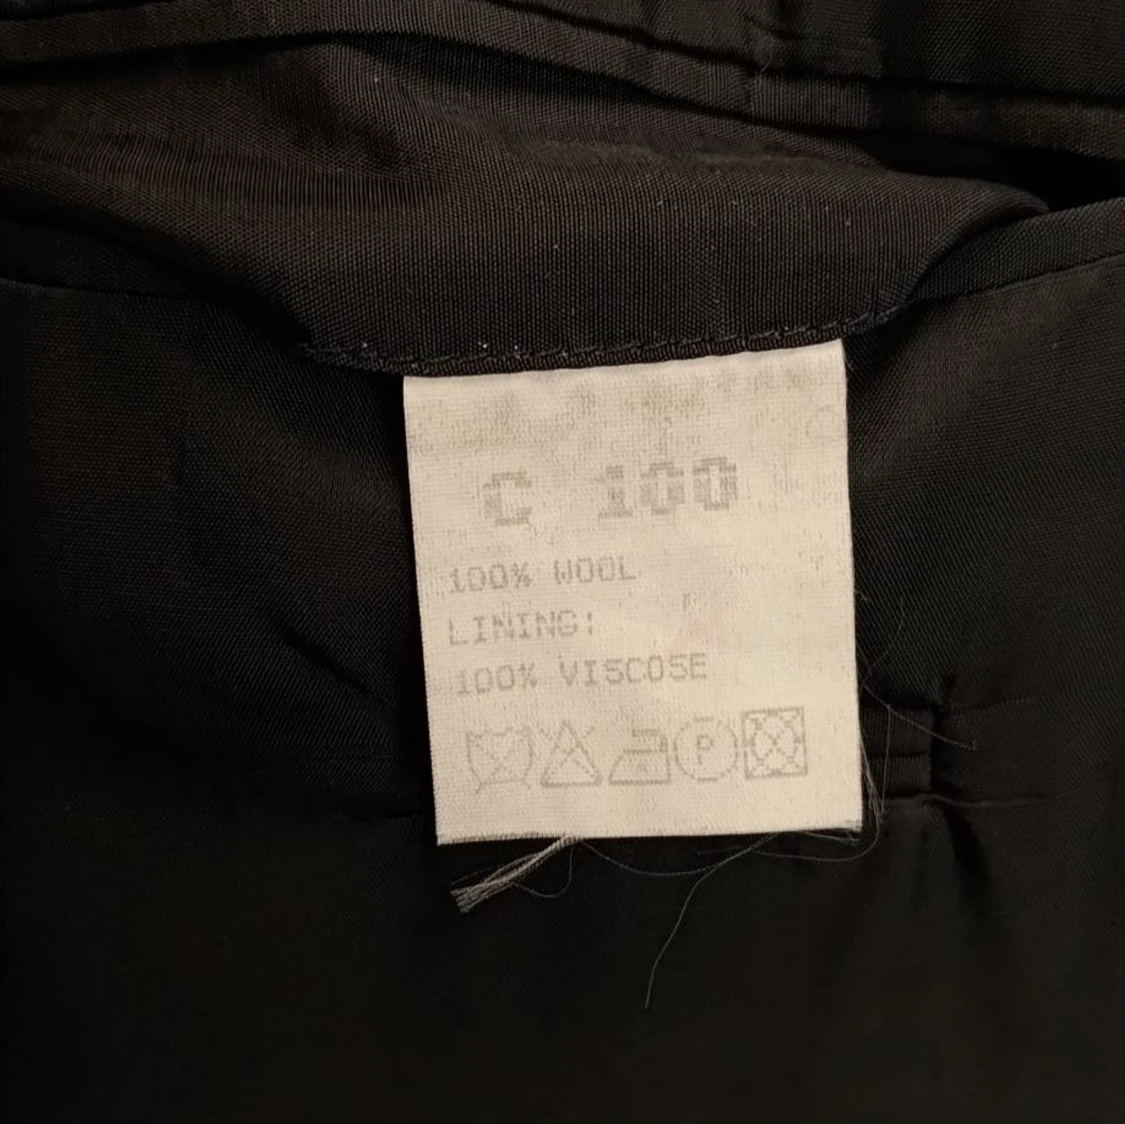 C 100
100% WOOL
LINING:
100% VISCOSE
P